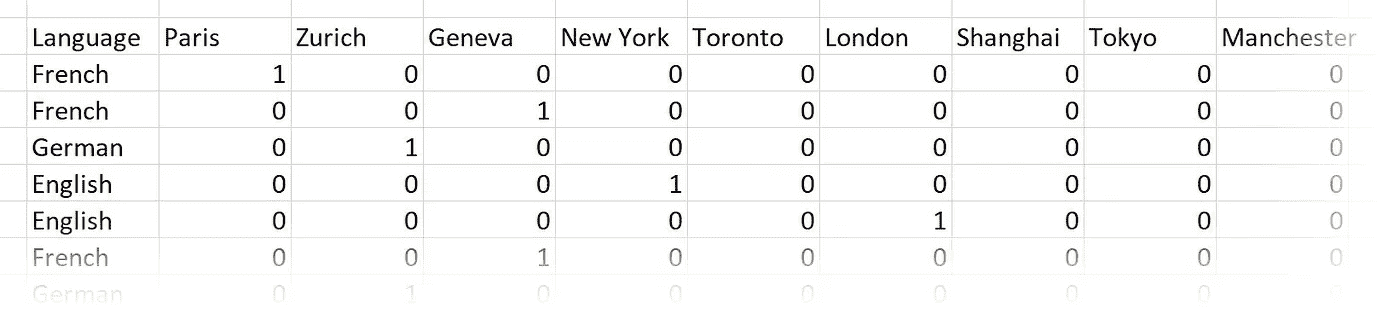 Language Paris Zurich Geneva New York Toronto London Shanghai Tokyo Manchester
French 1 0 0 0 0 0 0 0 0
French 0 0 1 0 0 0 0 0 0
German 0 1 0 0 0 0 0 0 0
English 0 0 0 1 0 0 0 0 0
English 0 0 0 0 0 1 0 0 0
French 0 0 1 0 0 0 0 0 0
German 0 1 0 0 0 0 0 0 0